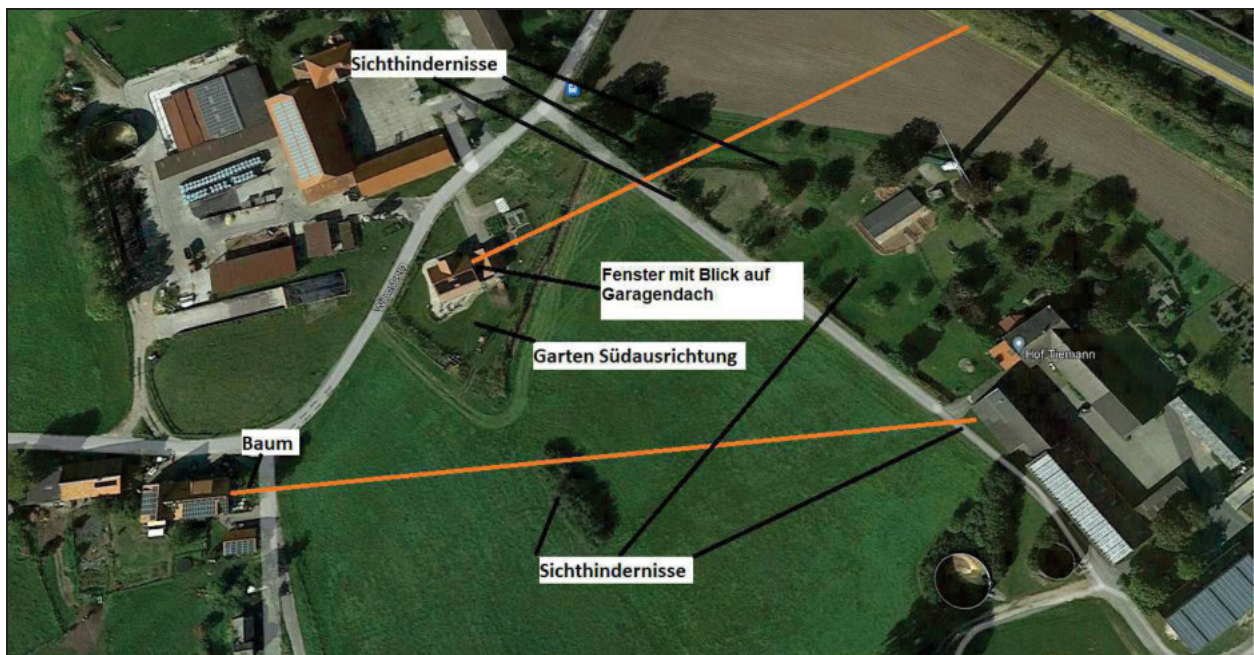 Sichthindernisse
Fenster mit Blick auf
Garagendach
Garten Südausrichtung
Hof Tiemann
Baum
Sichthindernisse